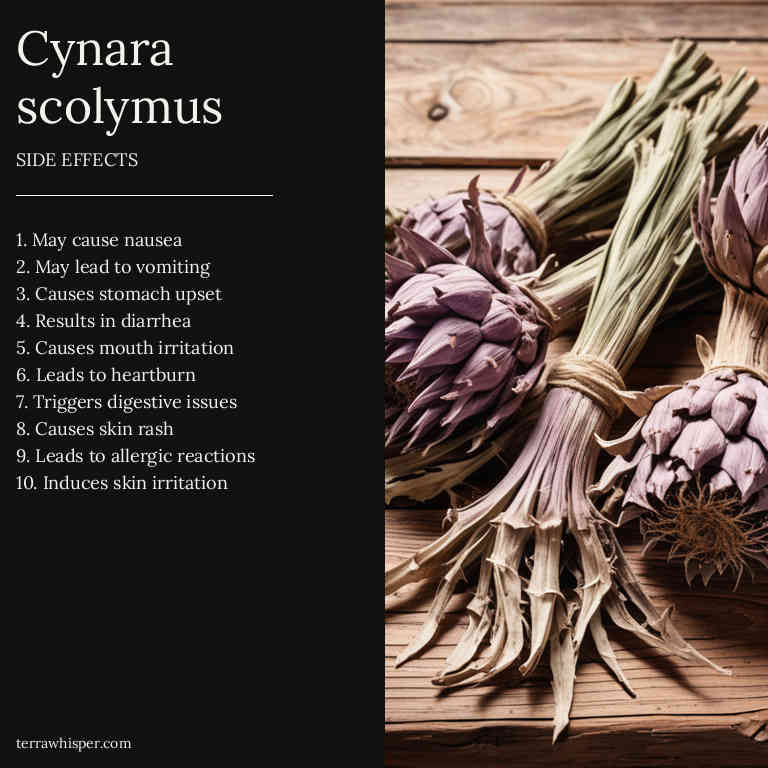 Cynara
scolymus
SIDE EFFECTS
1. May cause nausea
2. May lead to vomiting
3. Causes stomach upset
4. Results in diarrhea
5. Causes mouth irritation
6. Leads to heartburn
7. Triggers digestive issues
8. Causes skin rash
9. Leads to allergic reactions
10. Induces skin irritation
terrawhisper.com